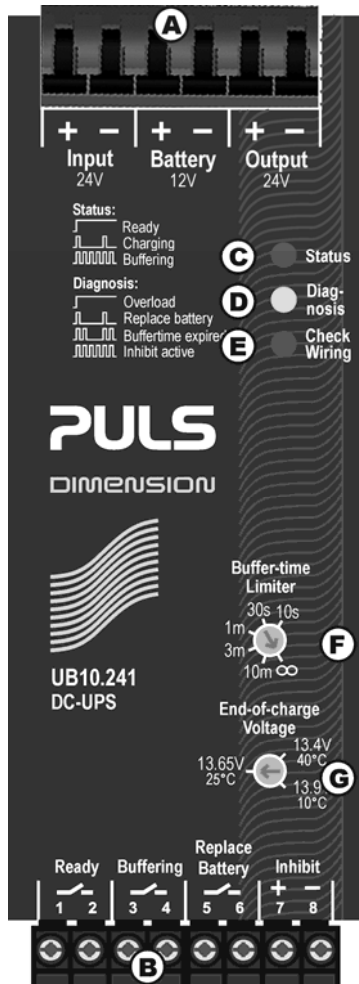 A
+ − + − + −
Input Battery Output
24V 12V 24V
Status:
Ready
Charging
Buffering
Diagnosis:
Overload
Replace battery
Buffertime expired
Inhibit active
C Status
D Diag-
nosis
E Check
Wiring
PULS
DIMENSION
UB10.241
DC-UPS
Buffer-time
Limiter
30s 10s
1m
3m
10m ∞
F
End-of-charge
Voltage
13.4V
40°C
13.65V
25°C
13.9
10°C
G
Ready Buffering Replace
Battery Inhibit
+ −
1 2 3 4 5 6 7 8
B